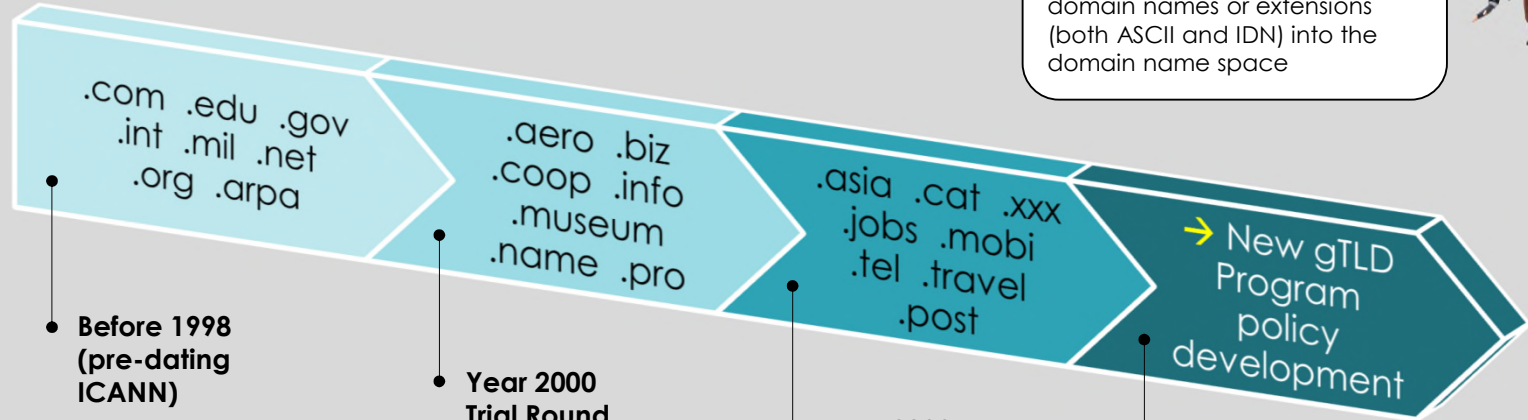 domain names or extensions
(both ASCII and IDN) into the
domain name space
.com .edu .gov
.int .mil .net
.org .arpa
.aero .biz
.coop .info
.museum
.name .pro
.asia .cat .xxx
.jobs .mobi
.tel .travel
.post
→ New gTLD
Program
policy
development
Before 1998
(pre-dating
ICANN)
Year 2000
Trial Round